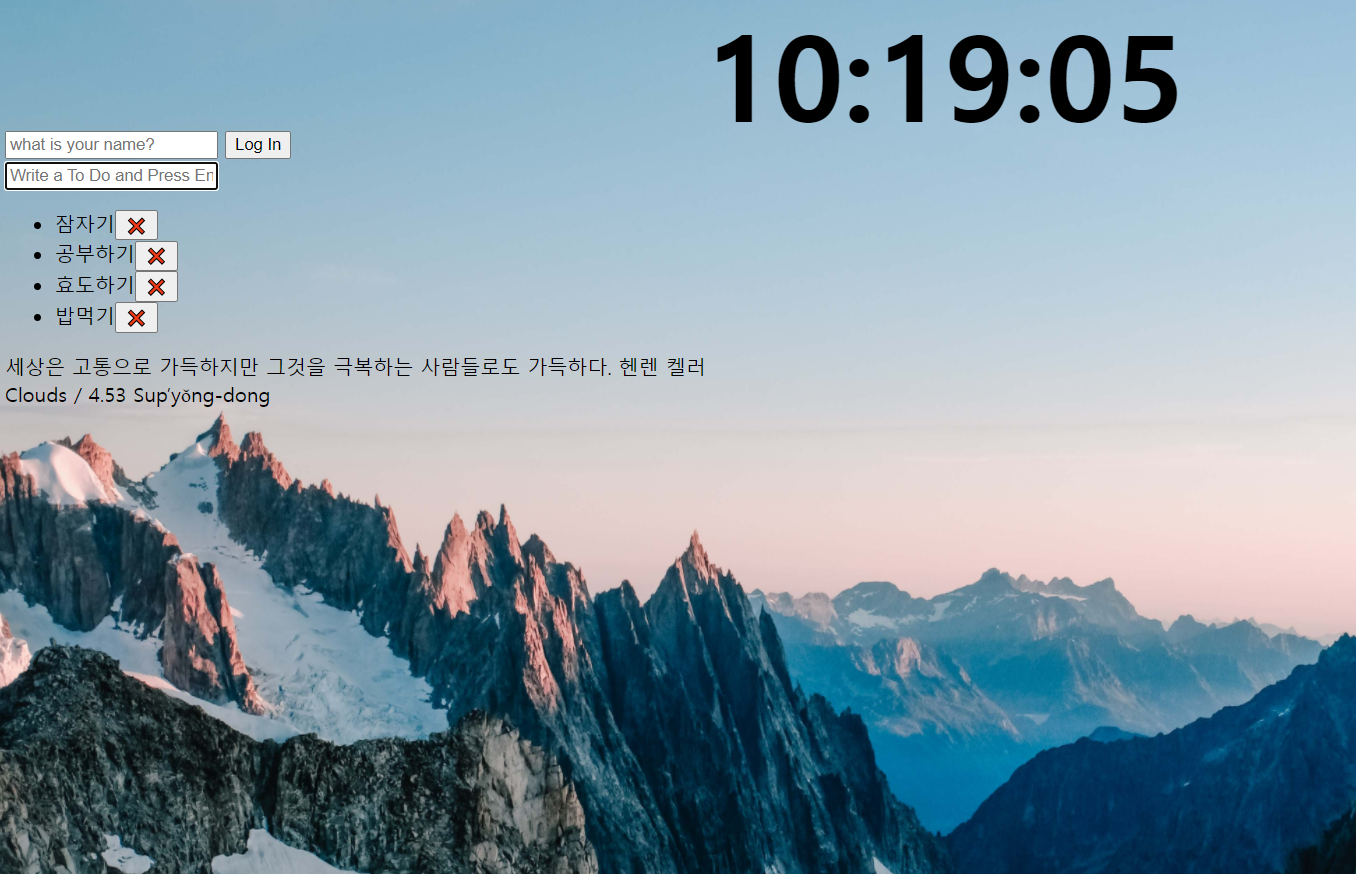 10:19:05
what is your name? Log In
Write a To Do and Press En
잠자기
공부하기
효도하기
밥먹기
세상은 고통으로 가득하지만 그것을 극복하는 사람들로도 가득하다. 헨렌 켈러
Clouds / 4.53 Sup’yŏng-dong